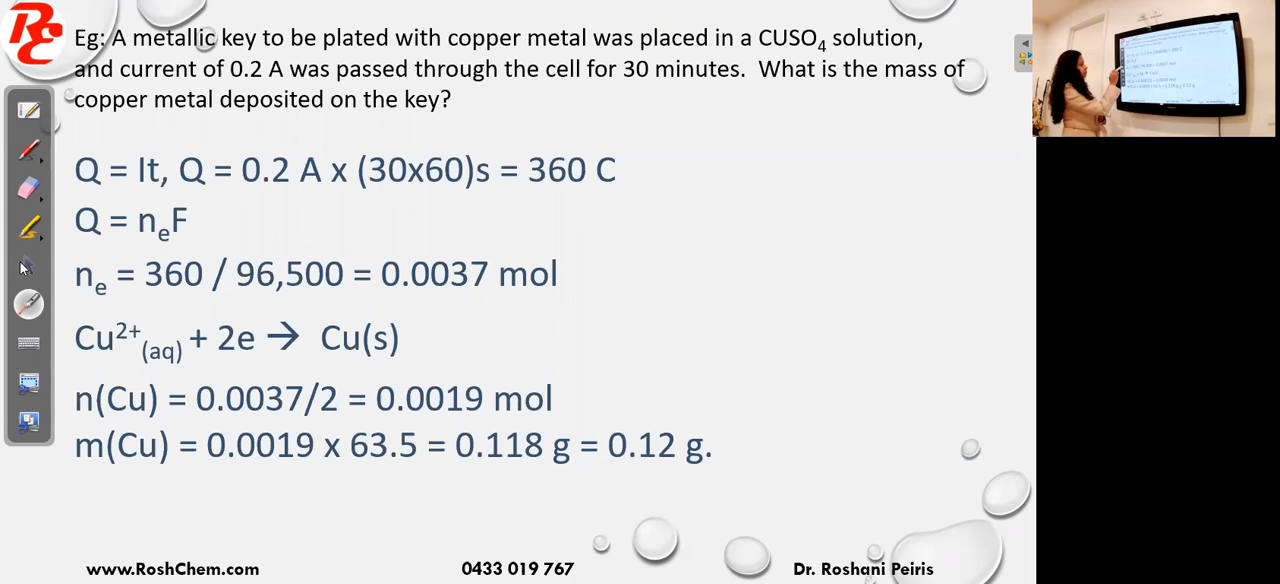 RC
Eg: A metallic key to be plated with copper metal was placed in a CUSO₄ solution,
and current of 0.2 A was passed through the cell for 30 minutes. What is the mass of
copper metal deposited on the key?
Q = It, Q = 0.2 A x (30x60)s = 360 C
Q = nₑF
nₑ = 360 / 96,500 = 0.0037 mol
Cu²⁺(aq) + 2e → Cu(s)
n(Cu) = 0.0037/2 = 0.0019 mol
m(Cu) = 0.0019 x 63.5 = 0.118 g = 0.12 g.
www.RoshChem.com 0433 019 767 Dr. Roshani Peiris